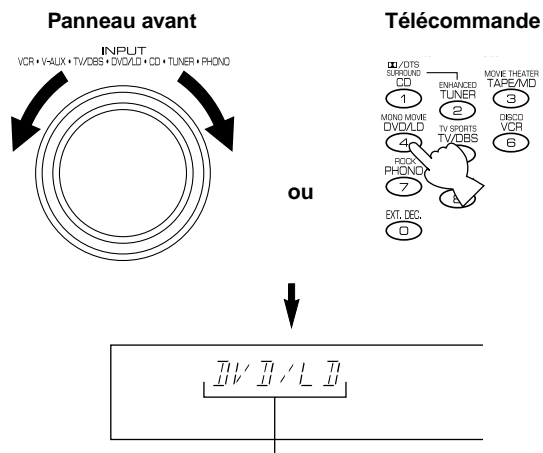 Panneau avant
INPUT
VCR • V-AUX • TV/DBS • DVD/LD • CD • TUNER • PHONO
ou
Télécommande
/DTS
SURROUND
CD
1
ENHANCED
TUNER
2
MOVIE THEATER
TAPE/MD
3
MONO MOVIE
DVD/LD
4
TV SPORTS
TV/DBS
DISCO
VCR
6
ROCK
PHONO
7
8
EXT. DEC.
0
DVD/LD